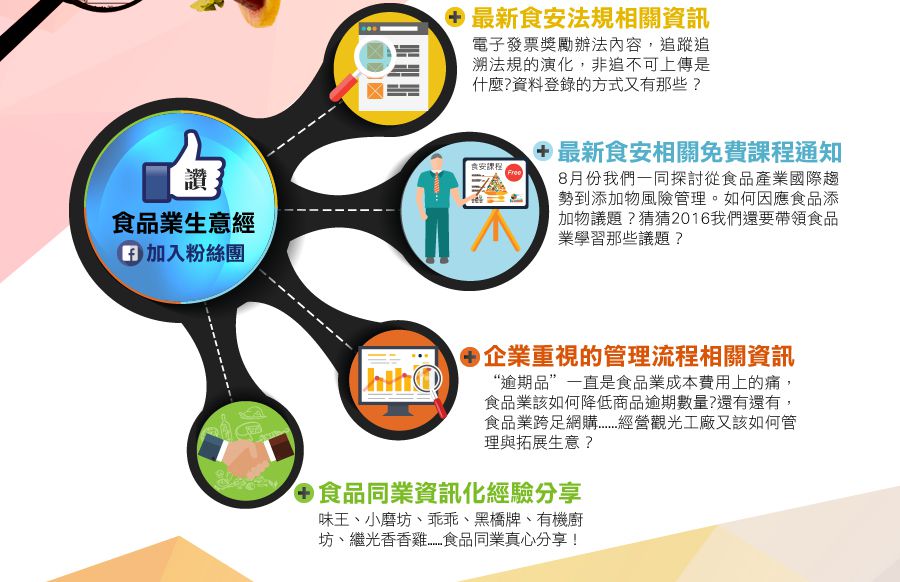 最新食安法規相關資訊
電子發票獎勵辦法內容，追蹤追
溯法規的演化，非追不可上傳是
什麼?資料登錄的方式又有那些？
讚
食品業生意經
f 加入粉絲團
食安課程
Free
最新食安相關免費課程通知
8月份我們一同探討從食品產業國際趨
勢到添加物風險管理。如何因應食品添
加物議題？猜猜2016我們還要帶領食品
業學習那些議題？
企業重視的管理流程相關資訊
“逾期品”一直是食品業成本費用上的痛，
食品業該如何降低商品逾期數量?還有還有，
食品業跨足網購......經營觀光工廠又該如何管
理與拓展生意？
食品同業資訊化經驗分享
味王、小磨坊、乖乖、黑橋牌、有機廚
坊、繼光香香雞......食品同業真心分享！